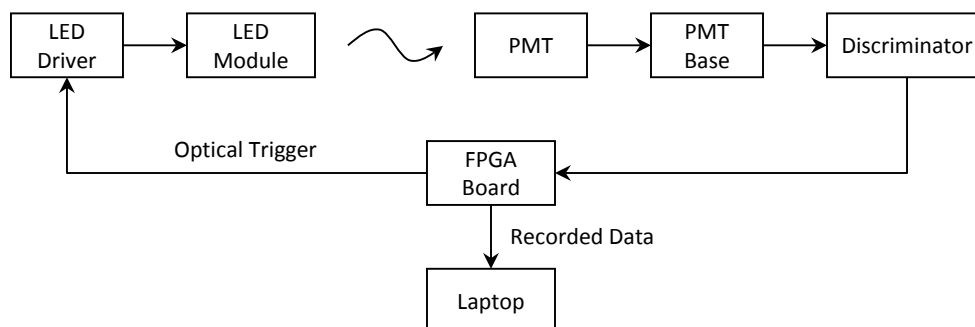 LED
Driver
LED
Module
PMT
PMT
Base
Discriminator
Optical Trigger
FPGA
Board
Recorded Data
Laptop